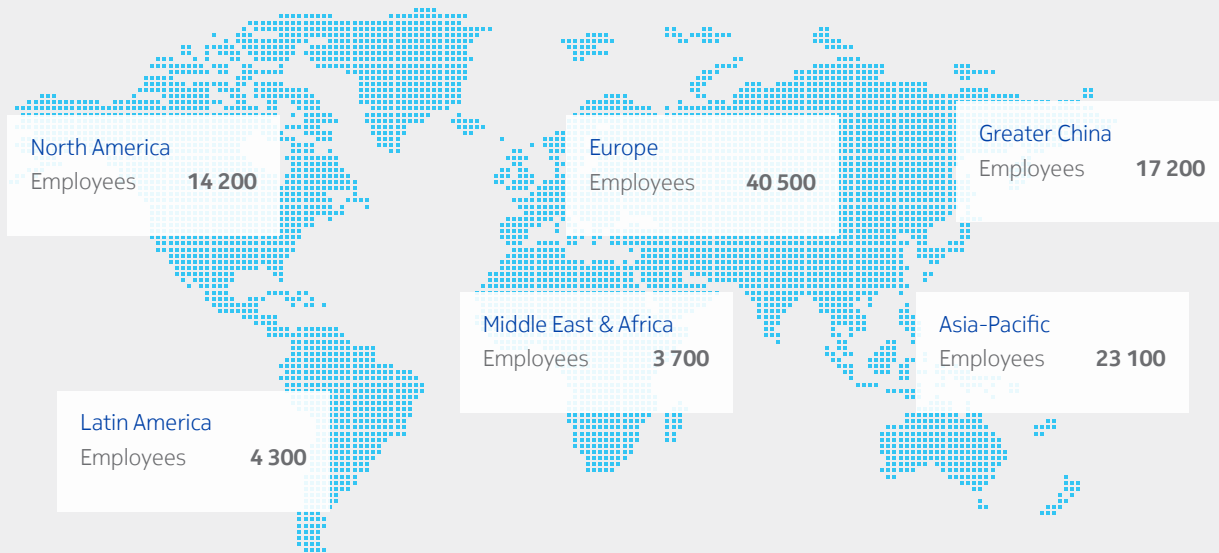 North America
Employees 14 200
Europe
Employees 40 500
Greater China
Employees 17 200
Middle East & Africa
Employees 3 700
Asia-Pacific
Employees 23 100
Latin America
Employees 4 300